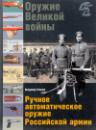 Оружие
Великой
войны
Ручное
автоматическое
оружие
Российской армии